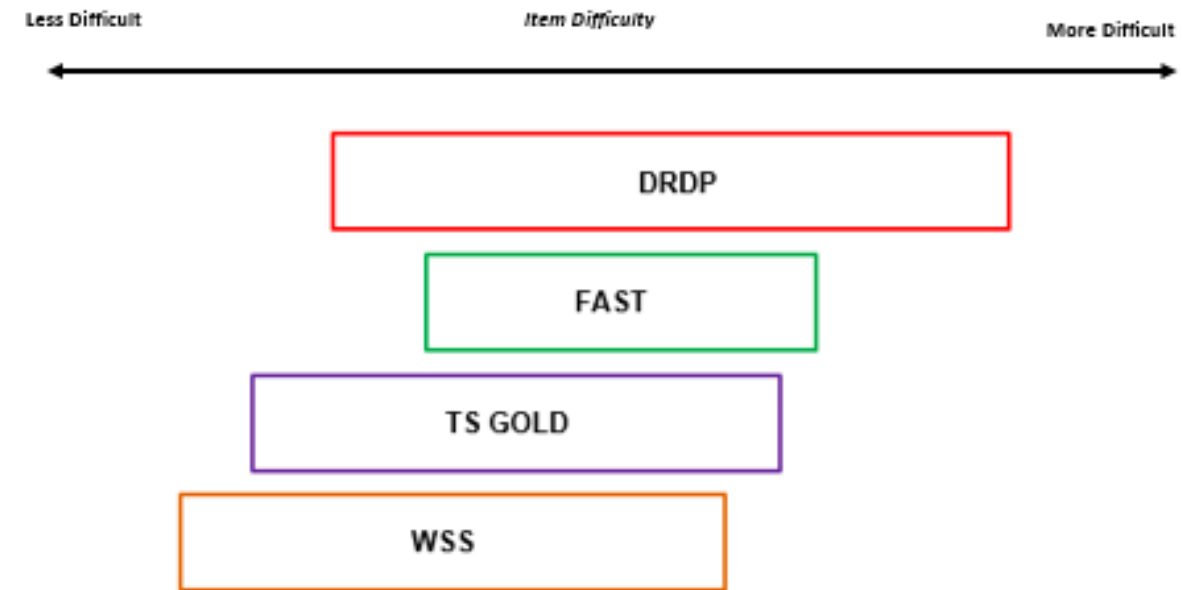 Less Difficult
Item Difficulty
More Difficult
DRDP
FAST
TS GOLD
WSS